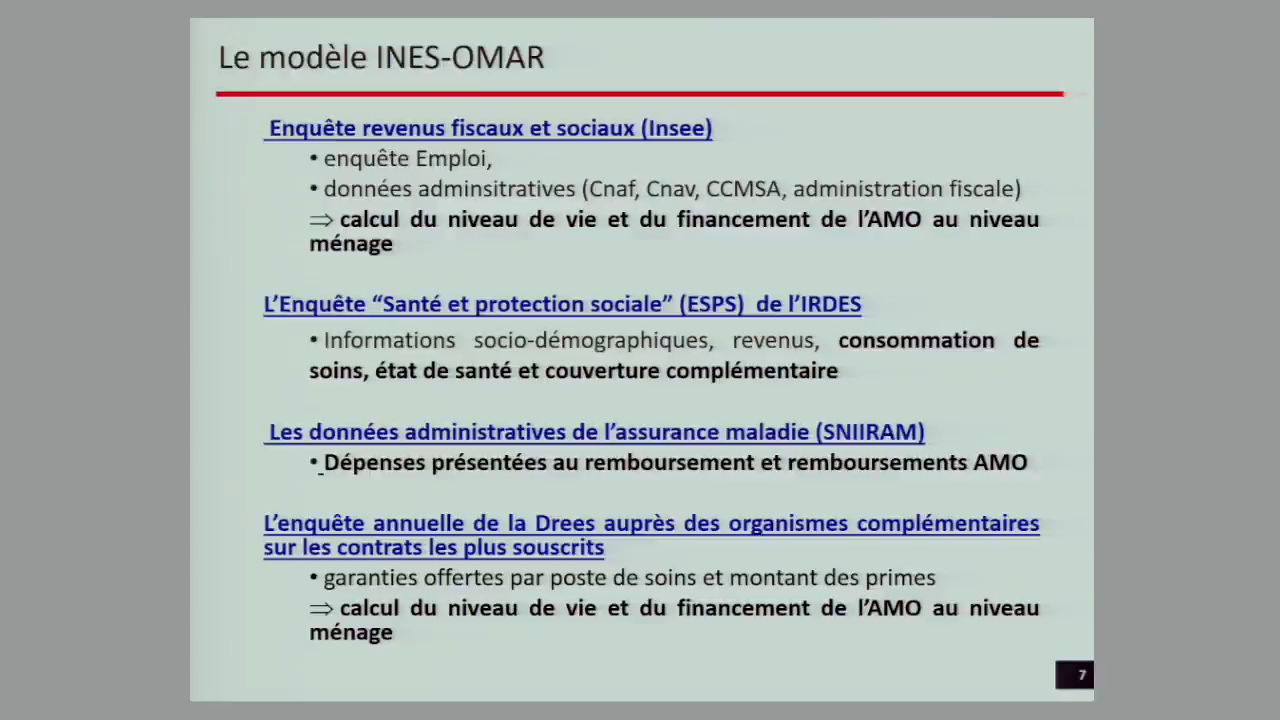 Le modèle INES-OMAR
Enquête revenus fiscaux et sociaux (Insee)
• enquête Emploi,
• données adminsitratives (Cnaf, Cnav, CCMSA, administration fiscale)
⇒ calcul du niveau de vie et du financement de l’AMO au niveau
ménage
L’Enquête “Santé et protection sociale” (ESPS) de l’IRDES
• Informations socio-démographiques, revenus, consommation de
soins, état de santé et couverture complémentaire
Les données administratives de l’assurance maladie (SNIIRAM)
• Dépenses présentées au remboursement et remboursements AMO
L’enquête annuelle de la Drees auprès des organismes complémentaires
sur les contrats les plus souscrits
• garanties offertes par poste de soins et montant des primes
⇒ calcul du niveau de vie et du financement de l’AMO au niveau
ménage
7